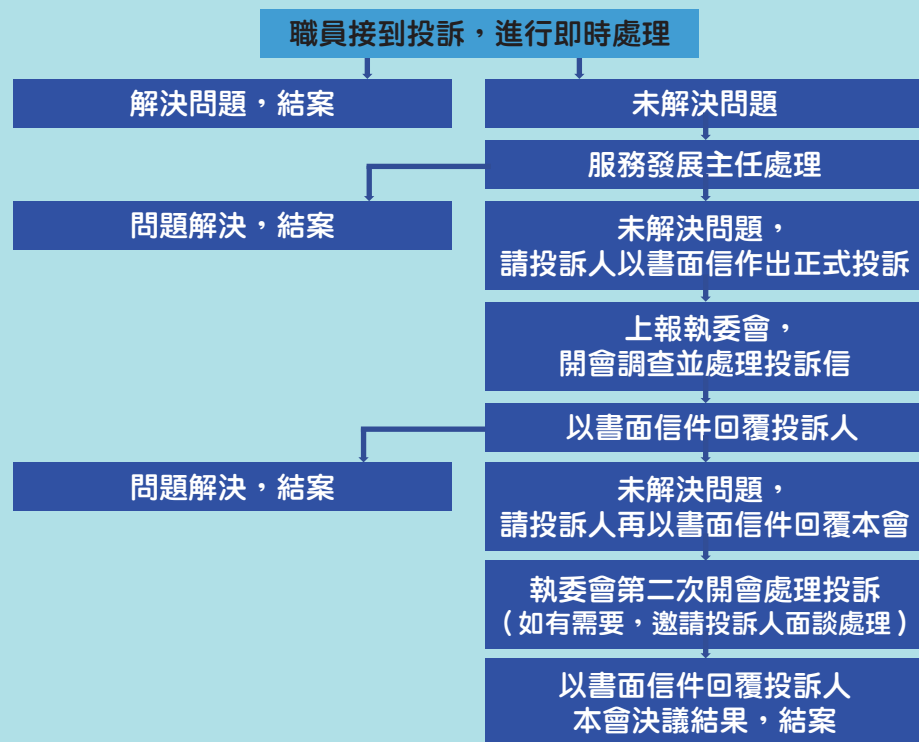 職員接到投訴，進行即時處理
解決問題，結案
未解決問題
服務發展主任處理
問題解決，結案
未解決問題，
請投訴人以書面信作出正式投訴
上報執委會，
開會調查並處理投訴信
以書面信件回覆投訴人
問題解決，結案
未解決問題，
請投訴人再以書面信件回覆本會
執委會第二次開會處理投訴
（如有需要，邀請投訴人面談處理）
以書面信件回覆投訴人
本會決議結果，結案